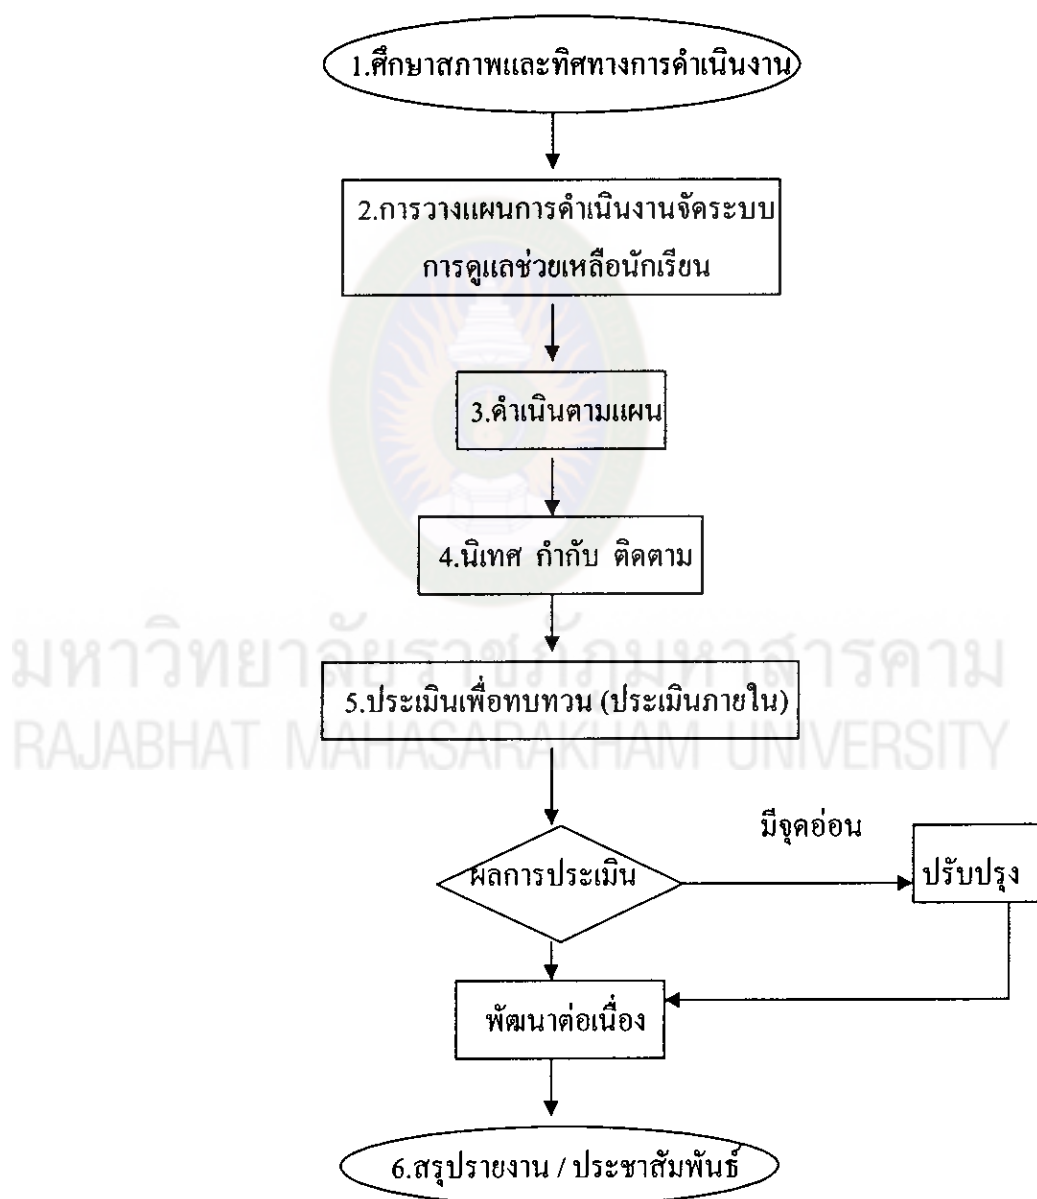 1.ศึกษาสภาพและทิศทางการดำเนินงาน
2.การวางแผนการดำเนินงานจัดระบบ
การดูแลช่วยเหลือนักเรียน
3.ดำเนินตามแผน
4.นิเทศ กำกับ ติดตาม
มหาวิทยาลัยราชภัฏมหาสารคาม
5.ประเมินเพื่อทบทวน (ประเมินภายใน)
RAJABHAT MAHASARAKHAM UNIVERSITY
มีจุดอ่อน
ผลการประเมิน
ปรับปรุง
พัฒนาต่อเนื่อง
6.สรุปรายงาน / ประชาสัมพันธ์